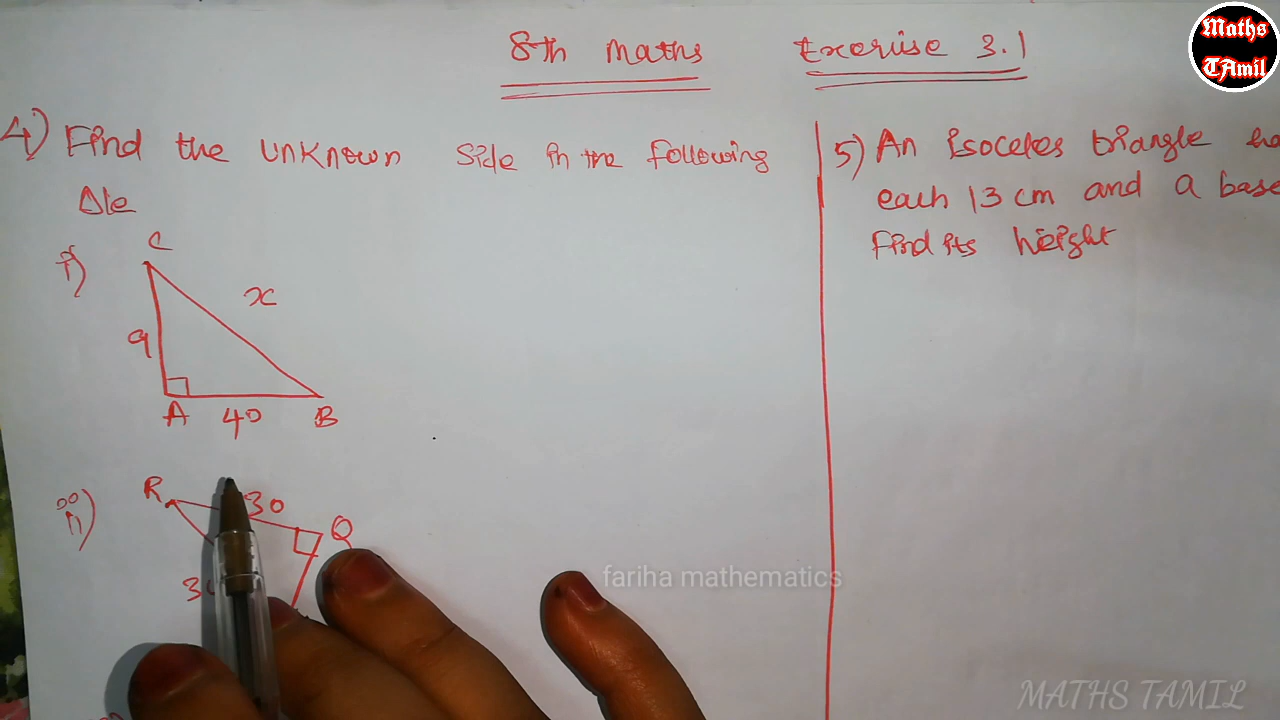 8th Maths Exercise 3.1
Maths
TAmil
4) Find the unknown side in the following
Δle
i)
C
x
9
A 40 B
5) An isoceles triangle
each 13 cm and a base
Find its height
ii)
R 30 Q
fariha mathematics
MATHS TAMIL